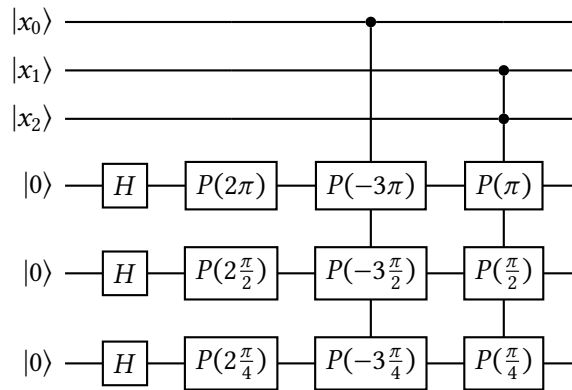 |x₀⟩
|x₁⟩
|x₂⟩
|0⟩ H P(2π) P(−3π) P(π)
|0⟩ H P(2π/2) P(−3π/2) P(π/2)
|0⟩ H P(2π/4) P(−3π/4) P(π/4)